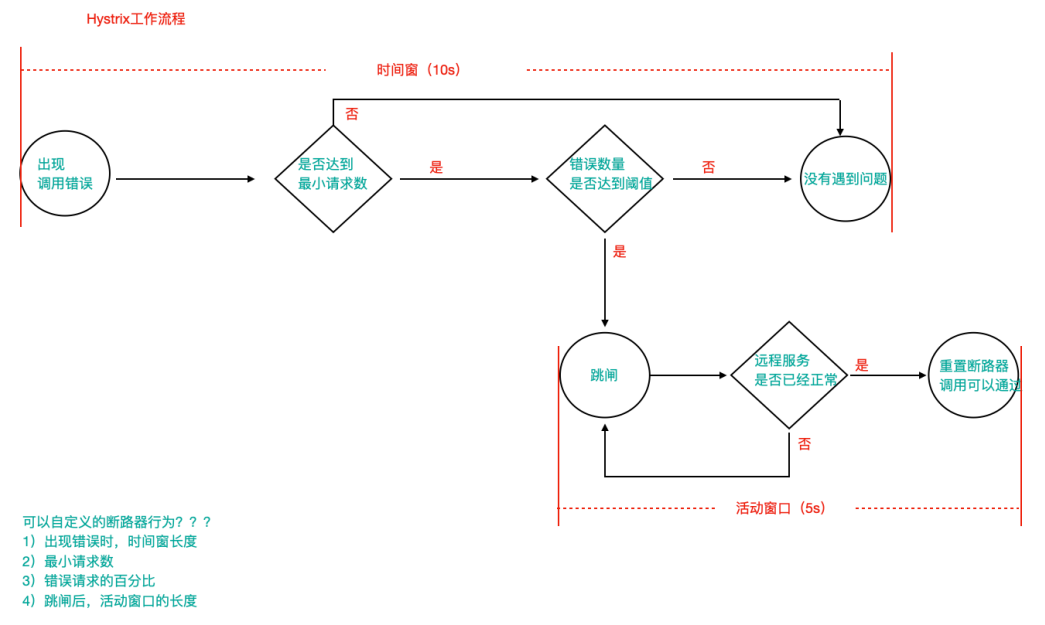 Hystrix工作流程
时间窗（10s）
否
出现
调用错误
是否达到
最小请求数
是
错误数量
是否达到阈值
否
没有遇到问题
是
跳闸
远程服务
是否已经正常
是
重置断路器
调用可以通过
否
活动窗口（5s）
可以自定义的断路器行为？？？
1）出现错误时，时间窗长度
2）最小请求数
3）错误请求的百分比
4）跳闸后，活动窗口的长度